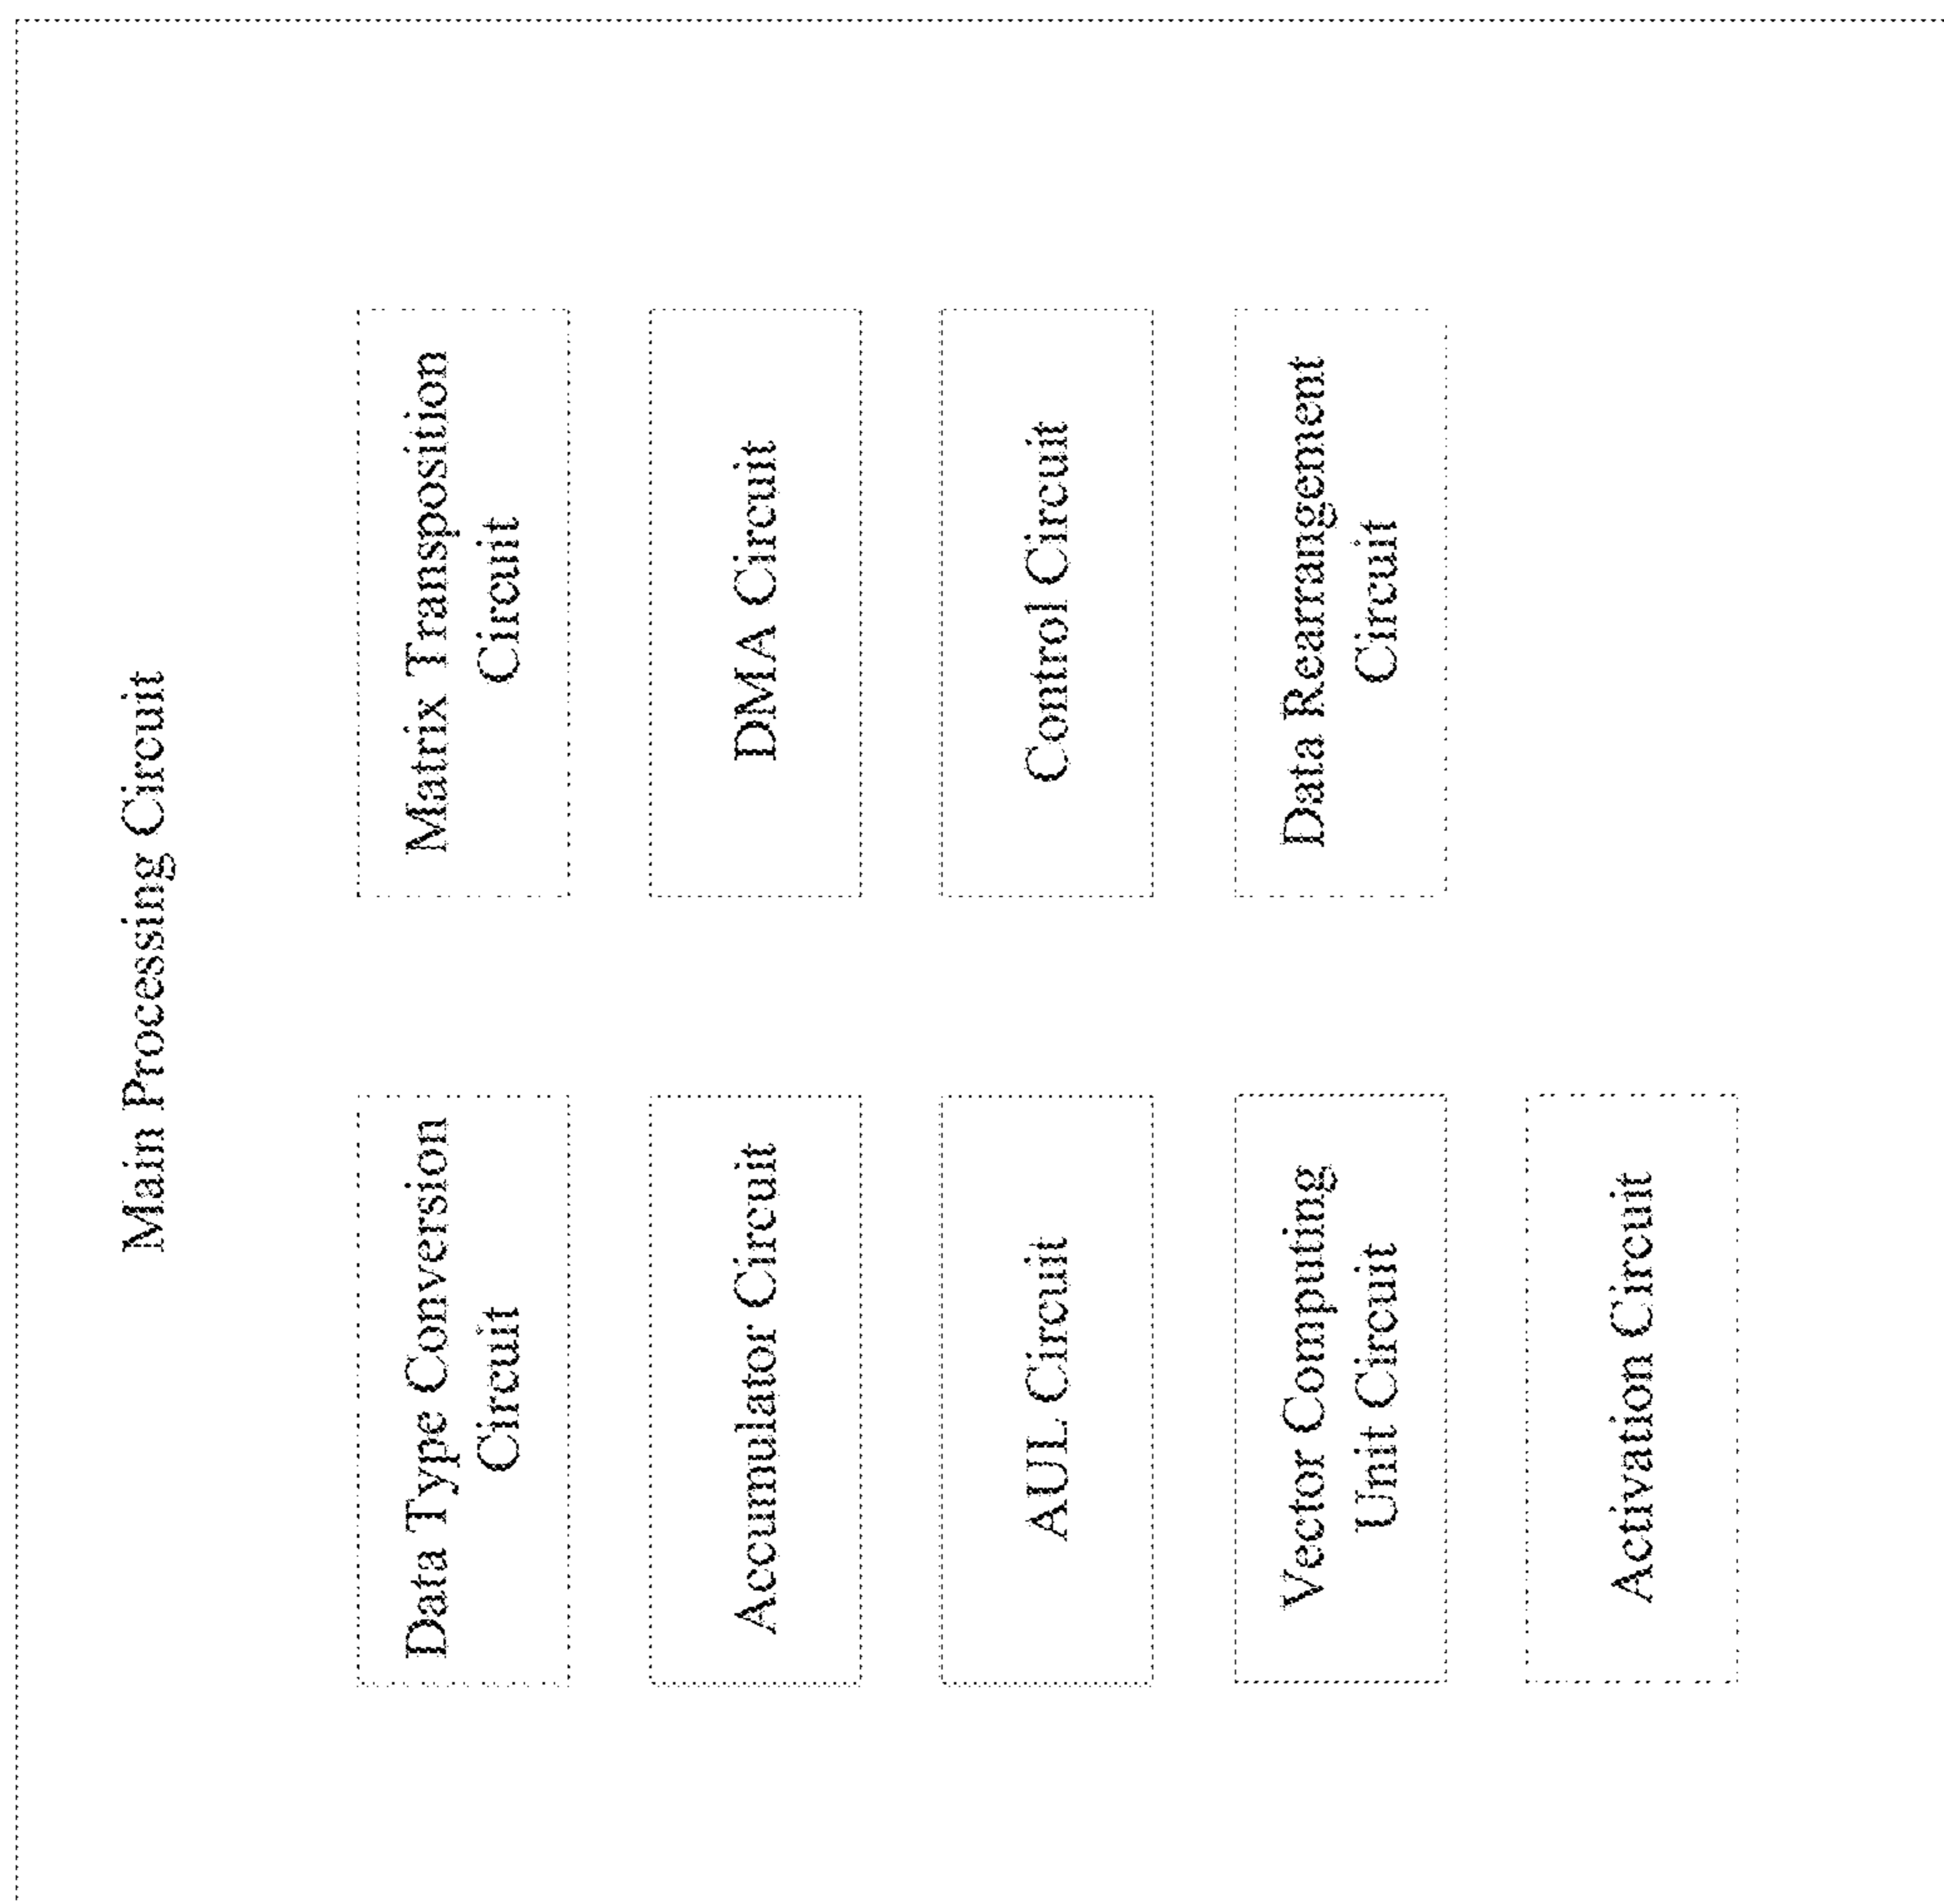 Main Processing Circuit
Data Type Conversion
Circuit
Matrix Transposition
Circuit
Accumulator Circuit
DMA Circuit
AUL Circuit
Control Circuit
Vector Computing
Unit Circuit
Data Rearrangement
Circuit
Activation Circuit